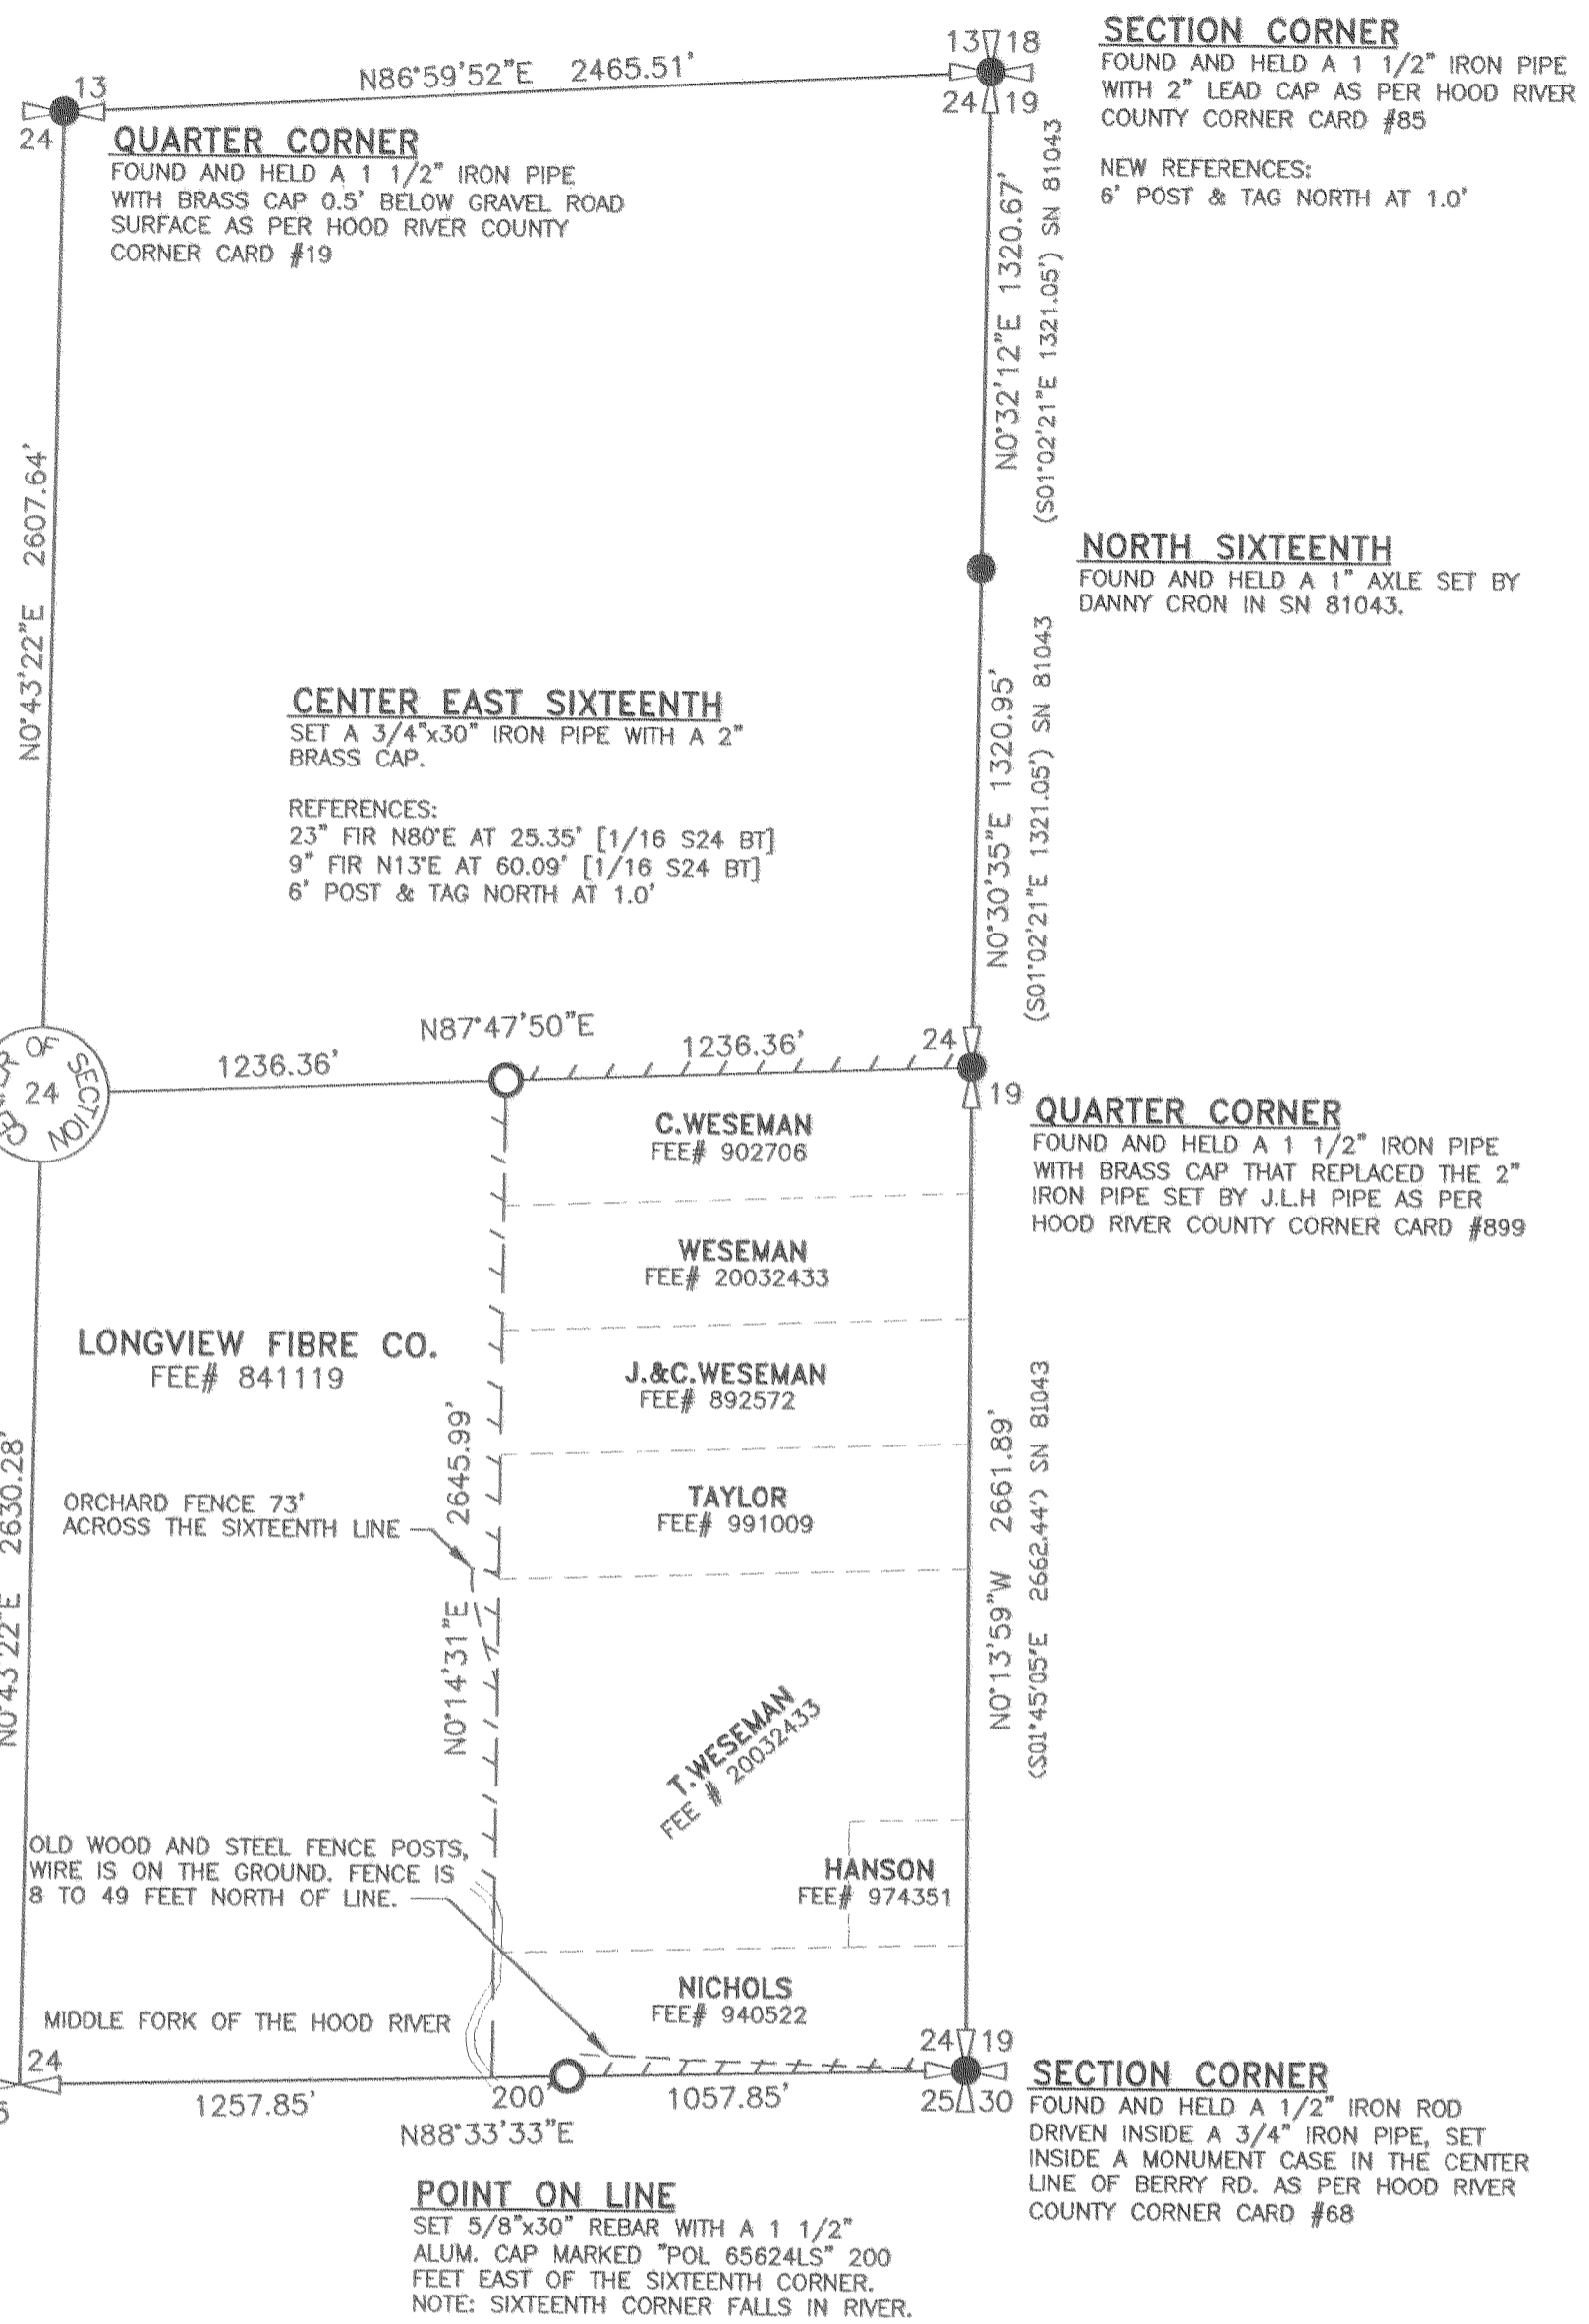 13 18
24 19
SECTION CORNER
FOUND AND HELD A 1 1/2" IRON PIPE
WITH 2" LEAD CAP AS PER HOOD RIVER
COUNTY CORNER CARD #85
NEW REFERENCES:
6' POST & TAG NORTH AT 1.0'
N86°59'52"E 2465.51'
13
24
QUARTER CORNER
FOUND AND HELD A 1 1/2" IRON PIPE
WITH BRASS CAP 0.5' BELOW GRAVEL ROAD
SURFACE AS PER HOOD RIVER COUNTY
CORNER CARD #19
N0°32'12"E 1320.67'
(S01°02'21"E 1321.05') SN 81043
N0°43'22"E 2607.64'
NORTH SIXTEENTH
FOUND AND HELD A 1" AXLE SET BY
DANNY CRON IN SN 81043.
CENTER EAST SIXTEENTH
SET A 3/4"x30" IRON PIPE WITH A 2"
BRASS CAP.
REFERENCES:
23" FIR N80°E AT 25.35' [1/16 S24 BT]
9" FIR N13°E AT 60.09' [1/16 S24 BT]
6' POST & TAG NORTH AT 1.0'
N0°30'35"E 1320.95'
(S01°02'21"E 1321.05') SN 81043
OF SECTION
24
N87°47'50"E
1236.36'
1236.36'
24
19
QUARTER CORNER
FOUND AND HELD A 1 1/2" IRON PIPE
WITH BRASS CAP THAT REPLACED THE 2"
IRON PIPE SET BY J.L.H PIPE AS PER
HOOD RIVER COUNTY CORNER CARD #899
C.WESEMAN
FEE# 902706
WESEMAN
FEE# 20032433
LONGVIEW FIBRE CO.
FEE# 841119
J.&C.WESEMAN
FEE# 892572
TAYLOR
FEE# 991009
ORCHARD FENCE 73'
ACROSS THE SIXTEENTH LINE
N0°14'31"E 2645.99'
N0°43'22"E 2630.28'
N0°13'59"W 2661.89'
(S01°45'05"E 2662.44') SN 81043
T.WESEMAN
FEE # 20032433
OLD WOOD AND STEEL FENCE POSTS,
WIRE IS ON THE GROUND. FENCE IS
8 TO 49 FEET NORTH OF LINE.
HANSON
FEE# 974351
NICHOLS
FEE# 940522
MIDDLE FORK OF THE HOOD RIVER
24
1257.85'
200'
1057.85'
N88°33'33"E
24 19
25 30
SECTION CORNER
FOUND AND HELD A 1/2" IRON ROD
DRIVEN INSIDE A 3/4" IRON PIPE, SET
INSIDE A MONUMENT CASE IN THE CENTER
LINE OF BERRY RD. AS PER HOOD RIVER
COUNTY CORNER CARD #68
POINT ON LINE
SET 5/8"x30" REBAR WITH A 1 1/2"
ALUM. CAP MARKED "POL 65624LS" 200
FEET EAST OF THE SIXTEENTH CORNER.
NOTE: SIXTEENTH CORNER FALLS IN RIVER.